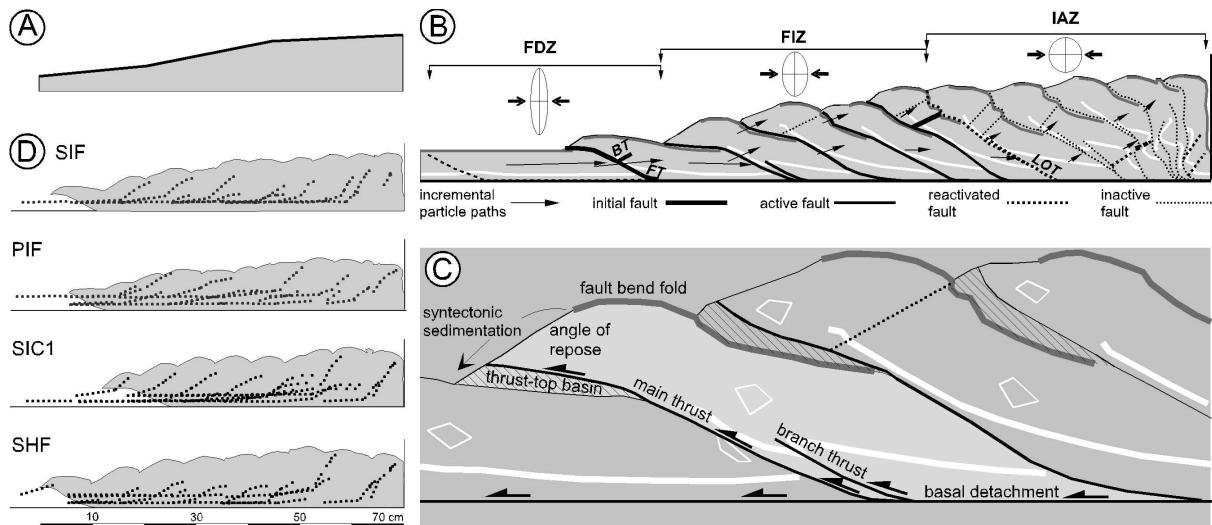 A
B
FDZ
FIZ
IAZ
BT
FT
LOT
incremental
particle paths
initial fault
active fault
reactivated
fault
inactive
fault
C
fault bend fold
syntectonic
sedimentation
angle of
repose
thrust-top basin
main thrust
branch thrust
basal detachment
D
SIF
PIF
SIC1
SHF
10 30 50 70 cm